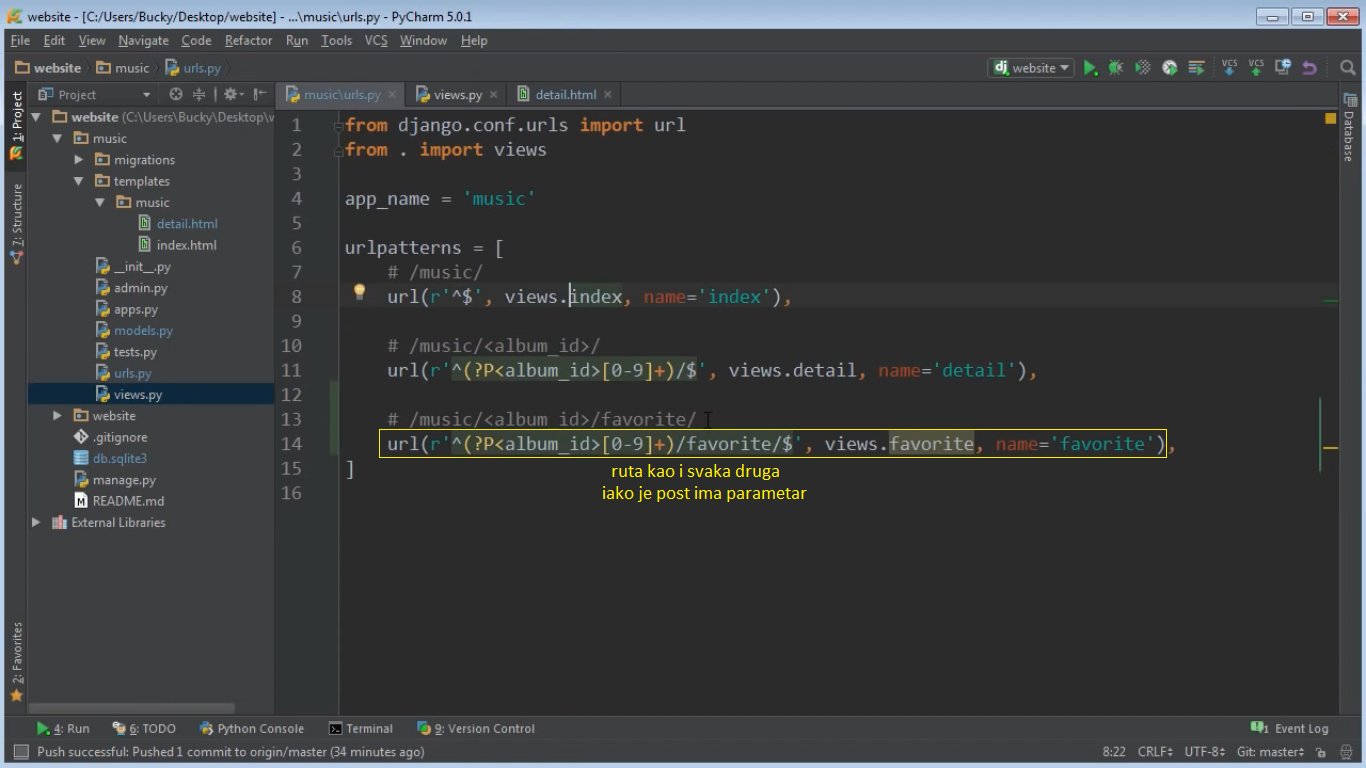 website - [C:/Users/Bucky/Desktop/website] - ...\music\urls.py - PyCharm 5.0.1
File Edit View Navigate Code Refactor Run Tools VCS Window Help
website music urls.py
website
VCS VCS
Project
music\urls.py views.py detail.html
1: Project
7: Structure
2: Favorites
Database
website (C:\Users\Bucky\Desktop\w
music
migrations
templates
music
detail.html
index.html
__init__.py
admin.py
apps.py
models.py
tests.py
urls.py
views.py
website
.gitignore
db.sqlite3
manage.py
README.md
External Libraries
1 from django.conf.urls import url
2 from . import views
3
4 app_name = 'music'
5
6 urlpatterns = [
7 # /music/
8 url(r'^$', views.index, name='index'),
9
10 # /music/<album_id>/
11 url(r'^(?P<album_id>[0-9]+)/$', views.detail, name='detail'),
12
13 # /music/<album_id>/favorite/
14 url(r'^(?P<album_id>[0-9]+)/favorite/$', views.favorite, name='favorite'),
15 ]
16
ruta kao i svaka druga
iako je post ima parametar
4: Run 6: TODO Python Console Terminal 9: Version Control 1 Event Log
Push successful: Pushed 1 commit to origin/master (34 minutes ago) 8:22 CRLF UTF-8 Git: master